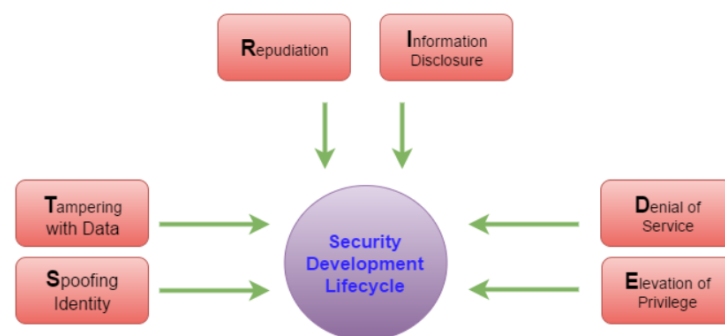 Repudiation
Information
Disclosure
Tampering
with Data
Security
Development
Lifecycle
Denial of
Service
Spoofing
Identity
Elevation of
Privilege